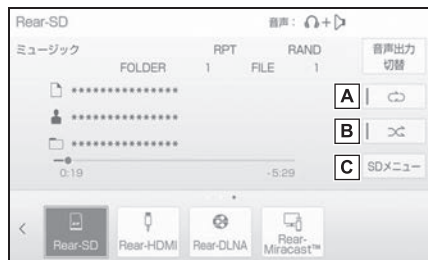 Rear-SD 音声：
ミュージック RPT RAND 音声出力
FOLDER 1 FILE 1 切替
***************
A
***************
B
***************
C SDメニュー
0:19 -5:29
Rear-SD Rear-HDMI Rear-DLNA Rear-
Miracast™